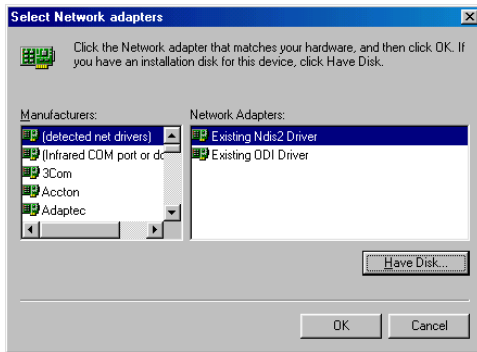 Select Network adapters
Click the Network adapter that matches your hardware, and then click OK. If
you have an installation disk for this device, click Have Disk.
Manufacturers:
(detected net drivers)
(Infrared COM port or do
3Com
Accton
Adaptec
Network Adapters:
Existing Ndis2 Driver
Existing ODI Driver
Have Disk...
OK
Cancel